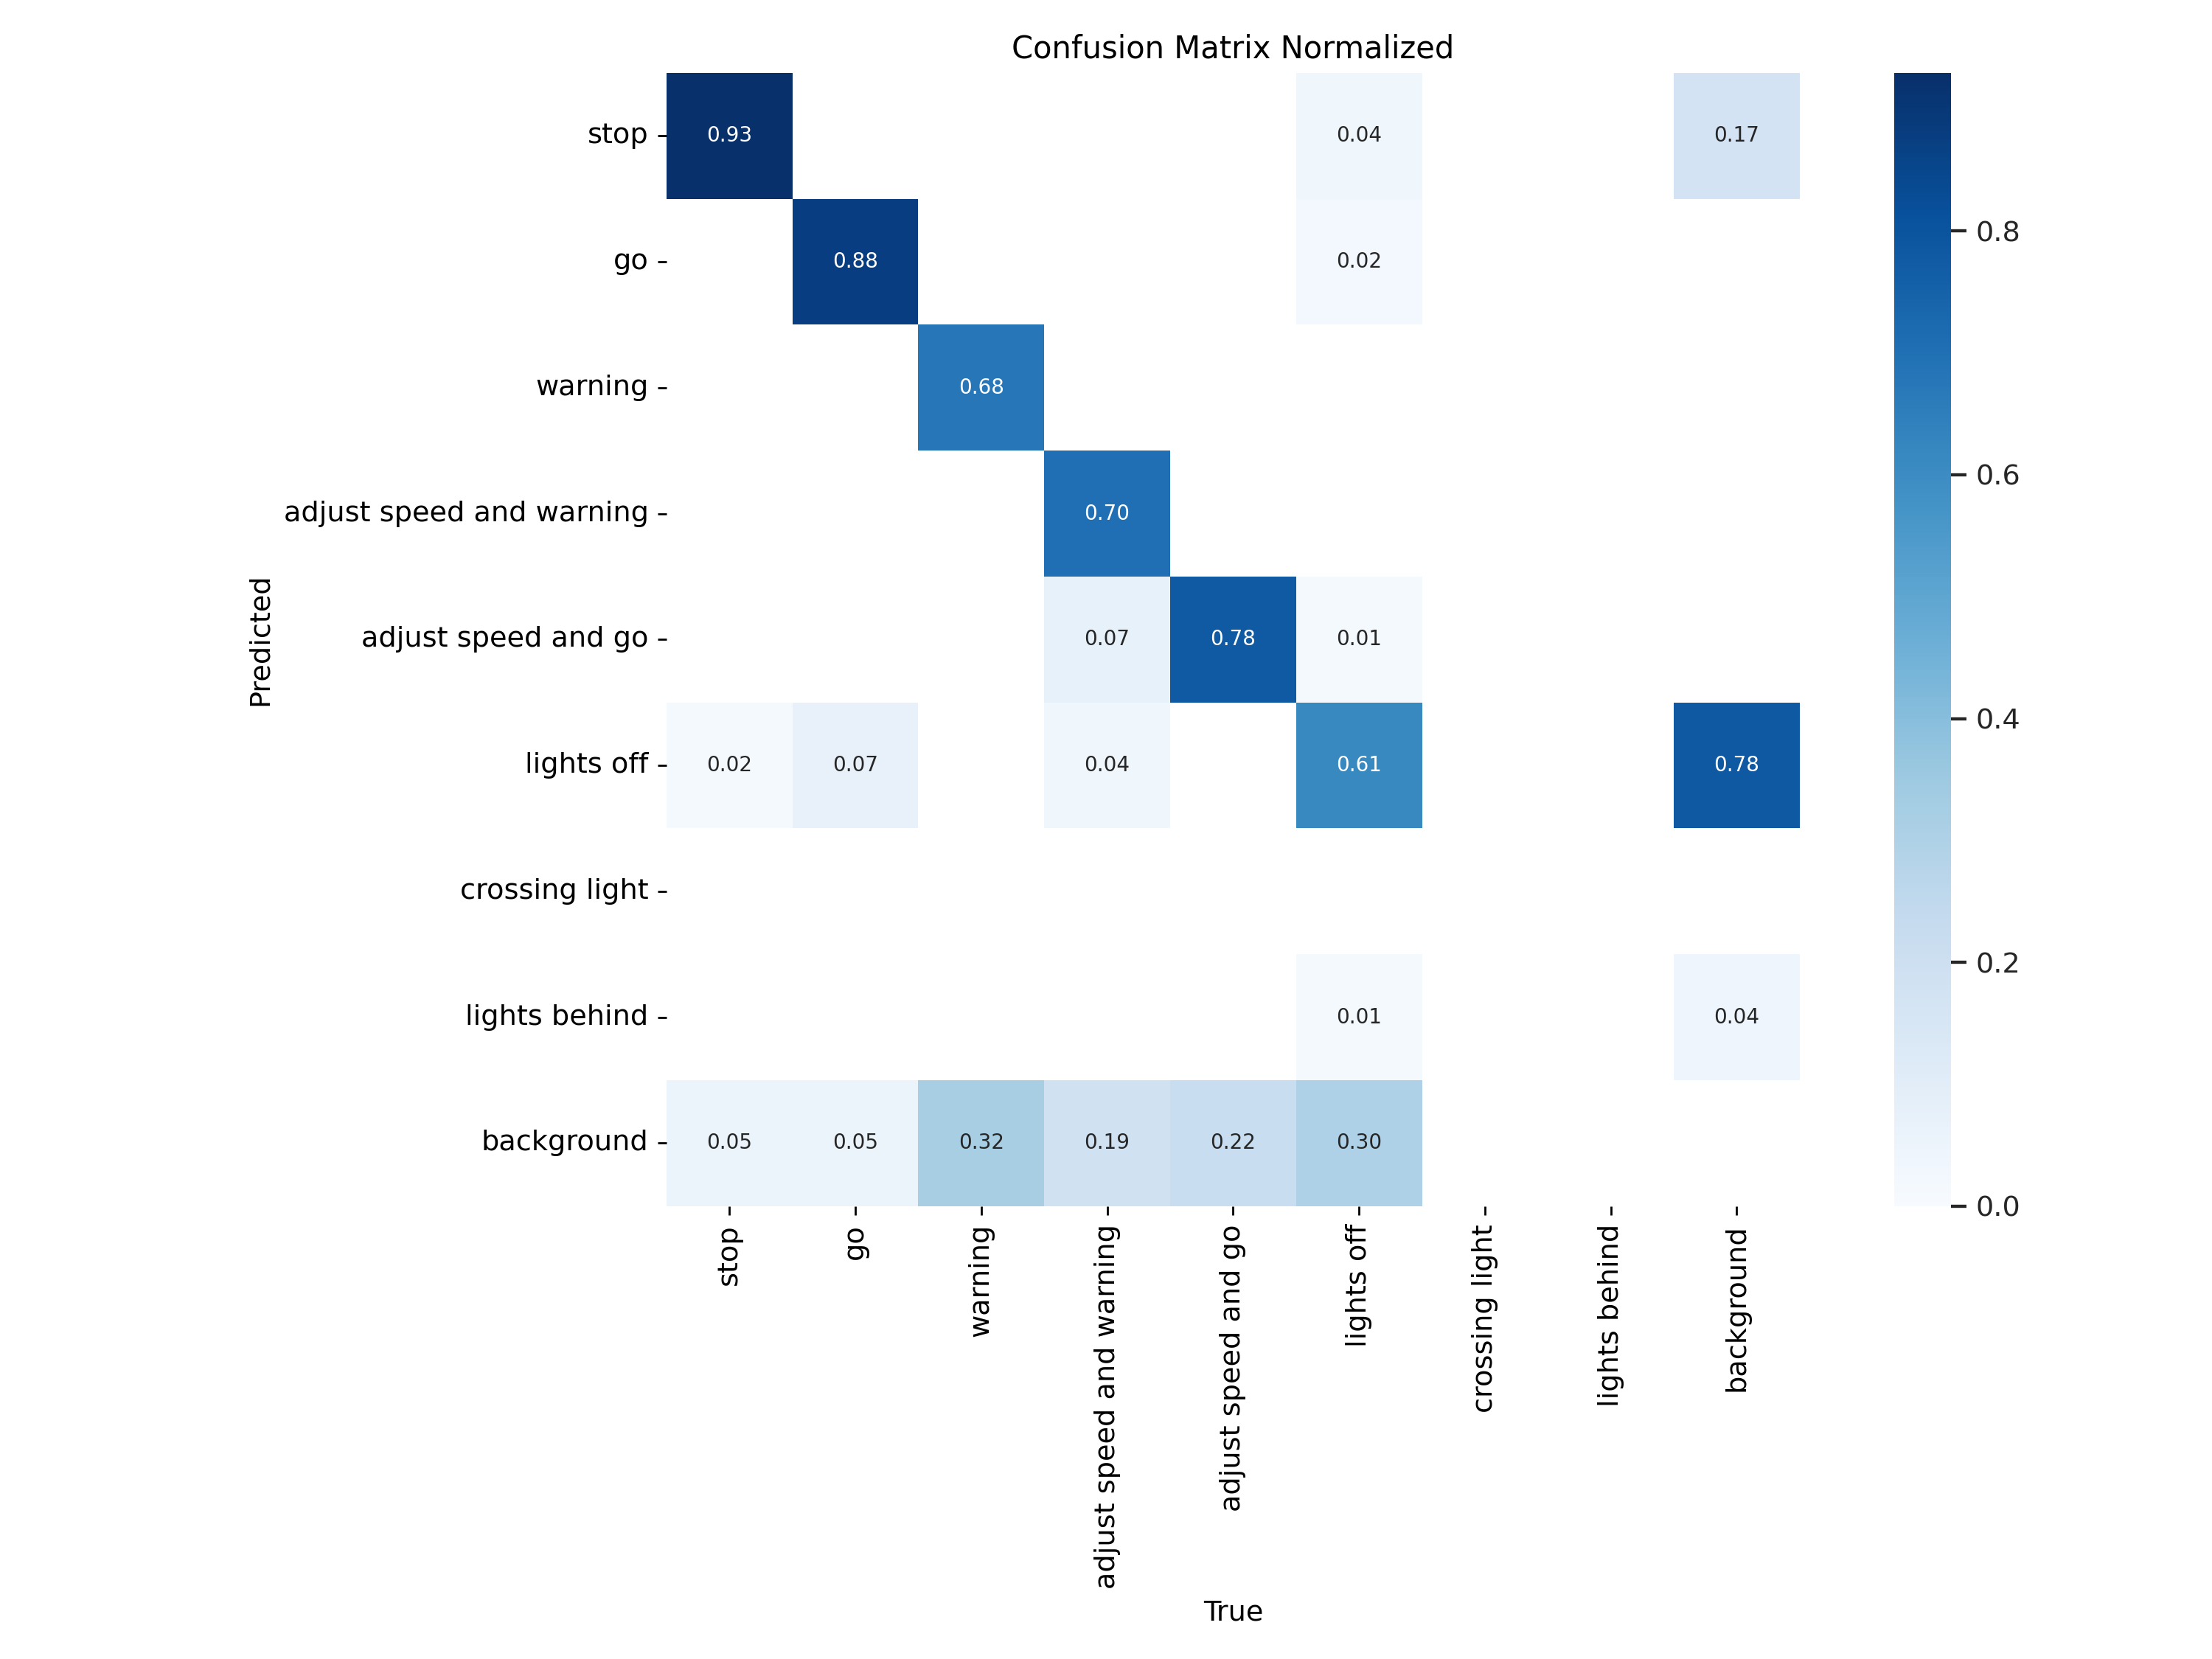 Confusion Matrix Normalized
stop
0.93
0.04
0.17
go
0.88
0.02
warning
0.68
adjust speed and warning
0.70
adjust speed and go
0.07
0.78
0.01
lights off
0.02
0.07
0.04
0.61
0.78
crossing light
lights behind
0.01
0.04
background
0.05
0.05
0.32
0.19
0.22
0.30
Predicted
stop
go
warning
adjust speed and warning
adjust speed and go
lights off
crossing light
lights behind
background
True
0.8
0.6
0.4
0.2
0.0